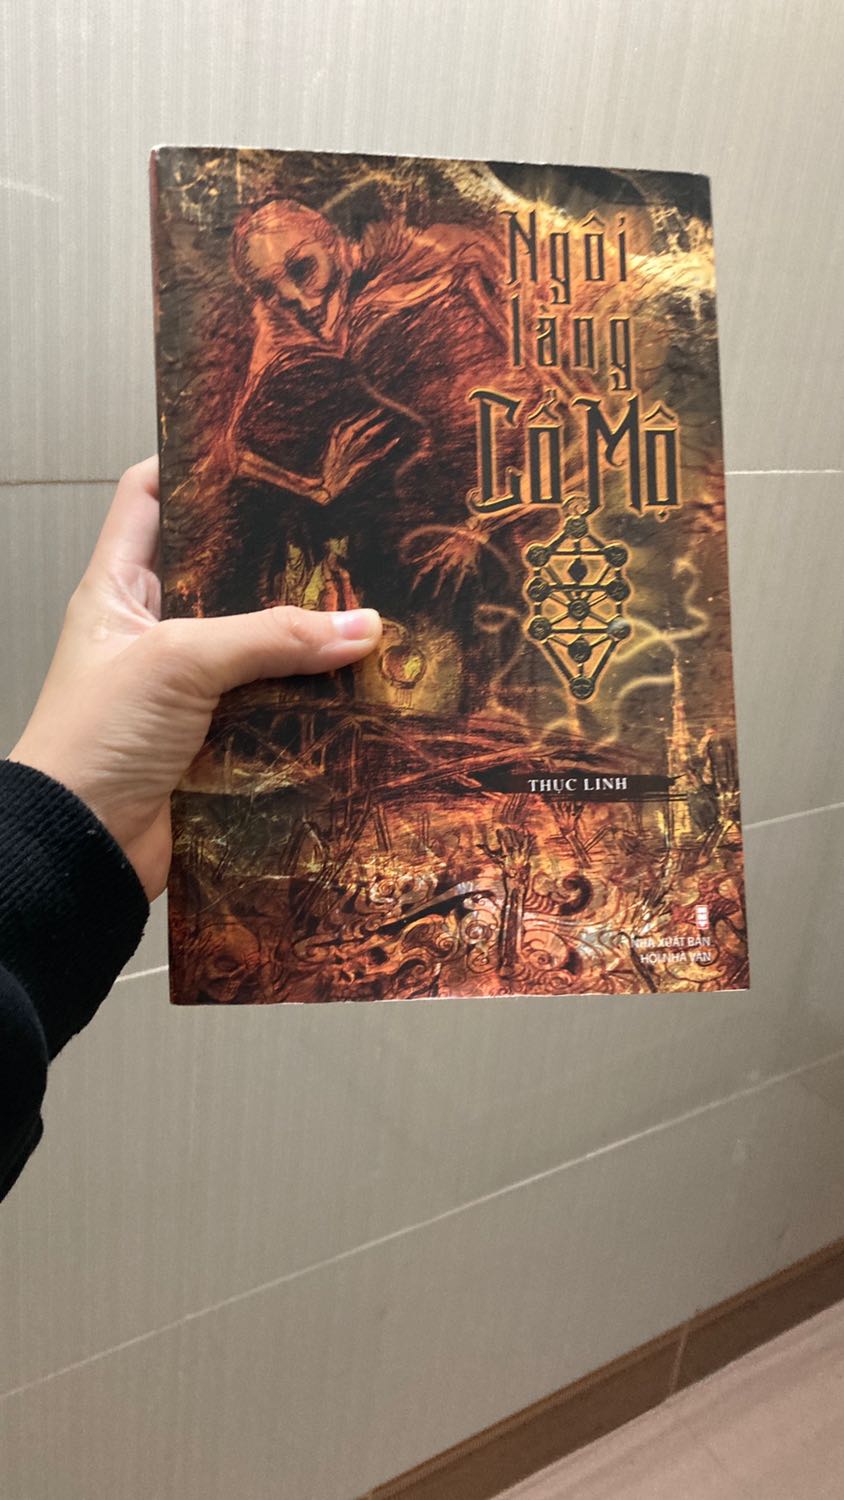 Ngôi
làng
Cổ Mộ
THỤC LINH
NHÀ XUẤT BẢN
HỘI NHÀ VĂN